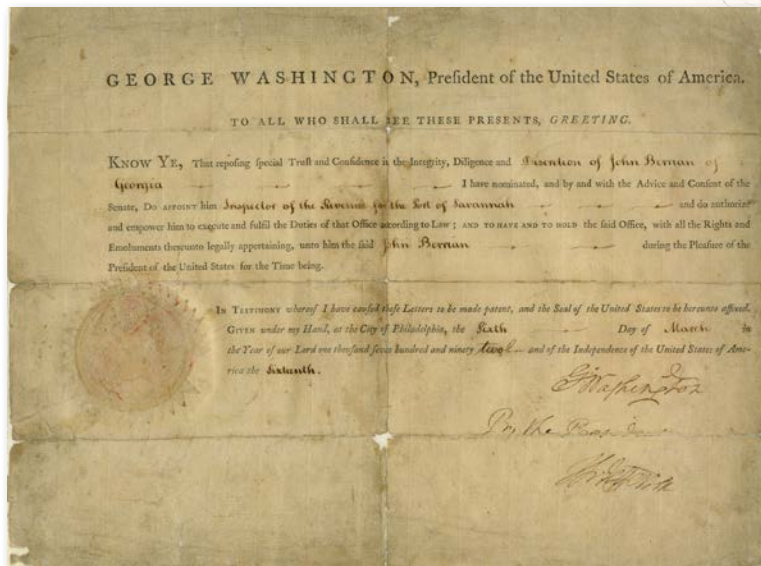 GEORGE WASHINGTON, Preſident of the United States of America.
TO ALL WHO SHALL SEE THESE PRESENTS, GREETING.
KNOW YE, That repoſing ſpecial Truſt and Confidence in the Integrity, Diligence and Diſcretion of John Berrian of
Georgia I have nominated, and by and with the Advice and Conſent of the
Senate, DO APPOINT him Inspector of the Revenue for the Port of Savannah and do authorize
and empower him to execute and fulfil the Duties of that Office according to Law; AND TO HAVE AND TO HOLD the ſaid Office, with all the Rights and
Emoluments thereunto legally appertaining, unto him the ſaid John Berrian during the Pleaſure of the
Preſident of the United States for the Time being.
IN TESTIMONY whereof I have cauſed theſe Letters to be made patent, and the Seal of the United States to be hereunto affixed.
GIVEN under my Hand, at the City of Philadelphia, the Sixth Day of March in
the Year of our Lord one thouſand ſeven hundred and ninety two and of the Independence of the United States of Ame-
rica the Sixteenth.
G. Washington
By the President